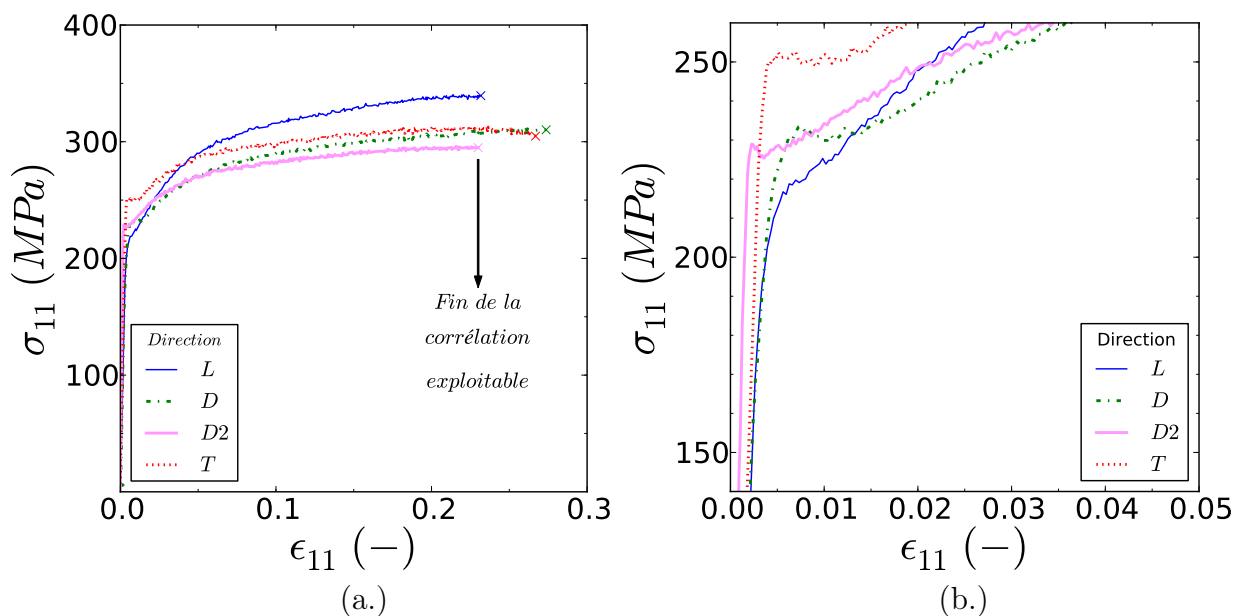 400
300
200
100
σ₁₁ (MPa)
0.0 0.1 0.2 0.3
ϵ₁₁ (−)
Direction
L
D
D2
T
Fin de la
corrélation
exploitable
(a.)
250
200
150
σ₁₁ (MPa)
0.00 0.01 0.02 0.03 0.04 0.05
ϵ₁₁ (−)
Direction
L
D
D2
T
(b.)